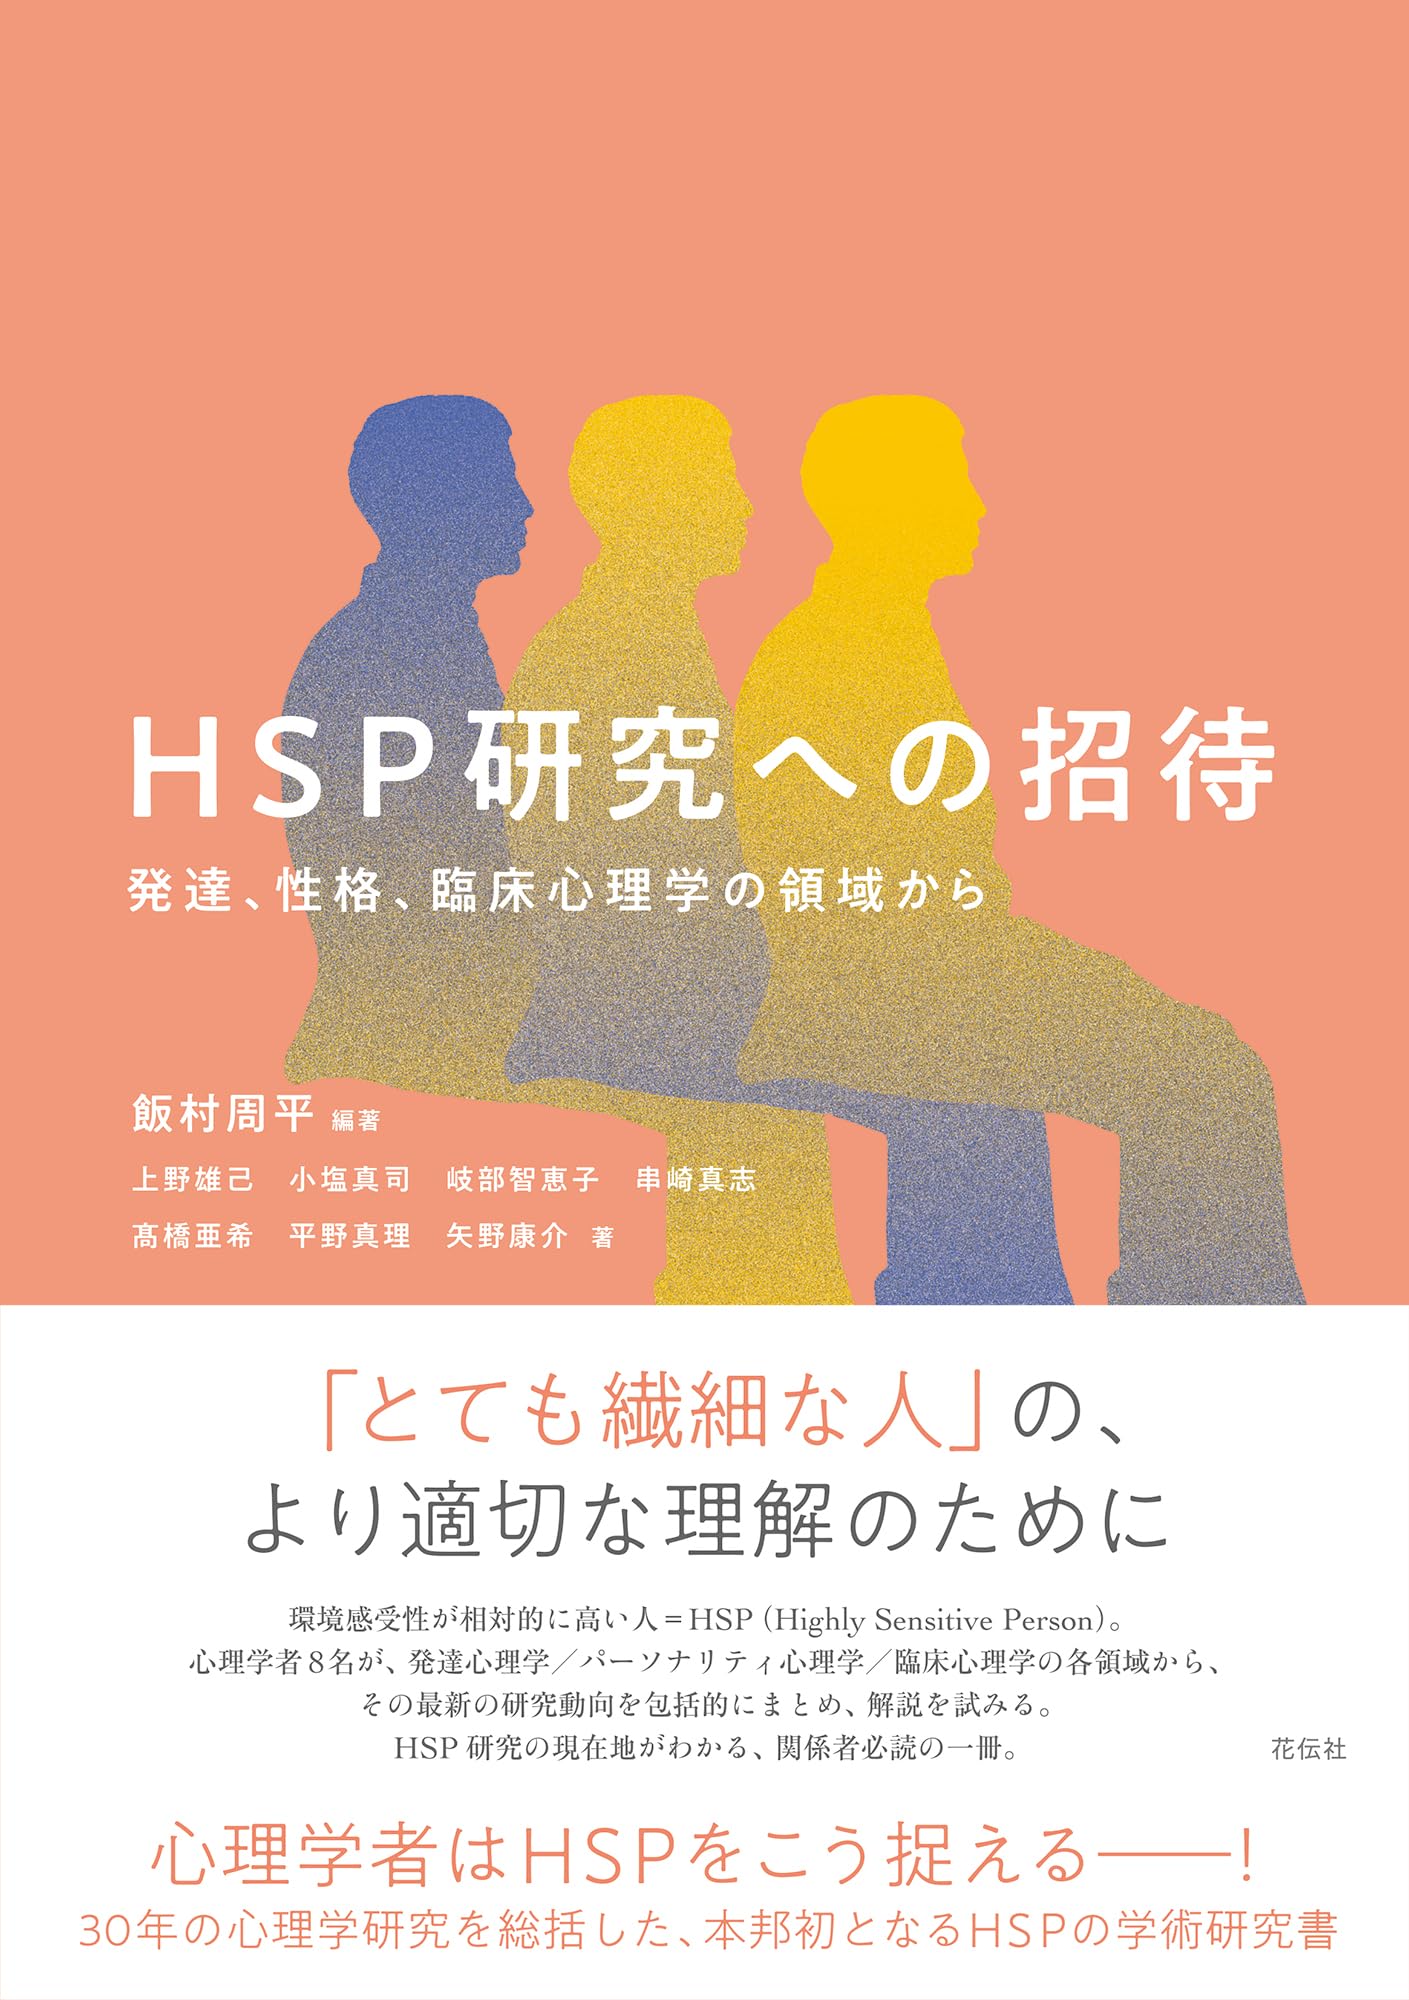 HSP研究への招待
発達、性格、臨床心理学の領域から
飯村周平 編著
上野雄己 小塩真司 岐部智恵子 串崎真志
髙橋亜希 平野真理 矢野康介 著
「とても繊細な人」の、
より適切な理解のために
環境感受性が相対的に高い人＝HSP（Highly Sensitive Person）。
心理学者8名が、発達心理学／パーソナリティ心理学／臨床心理学の各領域から、
その最新の研究動向を包括的にまとめ、解説を試みる。
HSP 研究の現在地がわかる、関係者必読の一冊。
花伝社
心理学者はHSPをこう捉える――！
30年の心理学研究を総括した、本邦初となるHSPの学術研究書